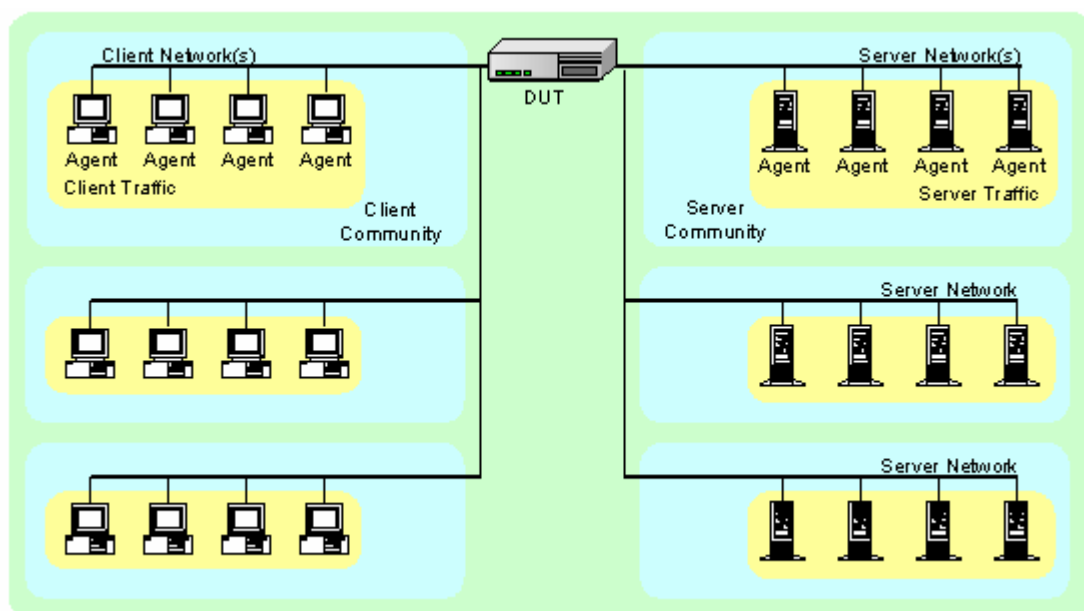 Client Network(s)
DUT
Server Network(s)
Agent Agent Agent Agent
Client Traffic
Client
Community
Agent Agent Agent Agent
Server Traffic
Server
Community
Server Network
Server Network